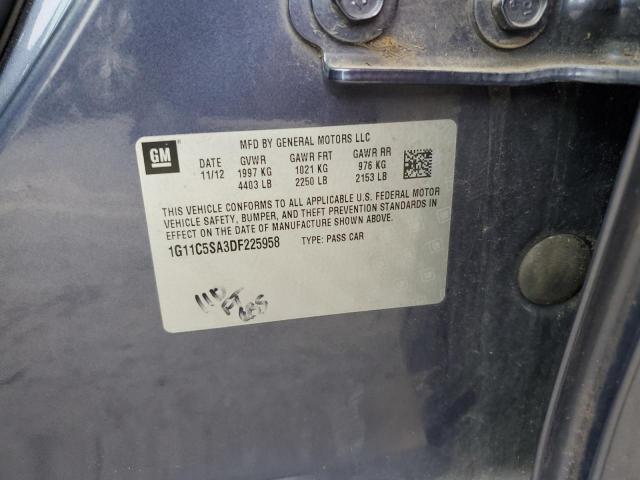 GM
MFD BY GENERAL MOTORS LLC
DATE GVWR GAWR FRT GAWR RR
11/12 1997 KG 1021 KG 976 KG
4403 LB 2250 LB 2153 LB
THIS VEHICLE CONFORMS TO ALL APPLICABLE U.S. FEDERAL MOTOR
VEHICLE SAFETY, BUMPER, AND THEFT PREVENTION STANDARDS IN
EFFECT ON THE DATE OF MANUFACTURE SHOWN ABOVE.
1G11C5SA3DF225958 TYPE: PASS CAR